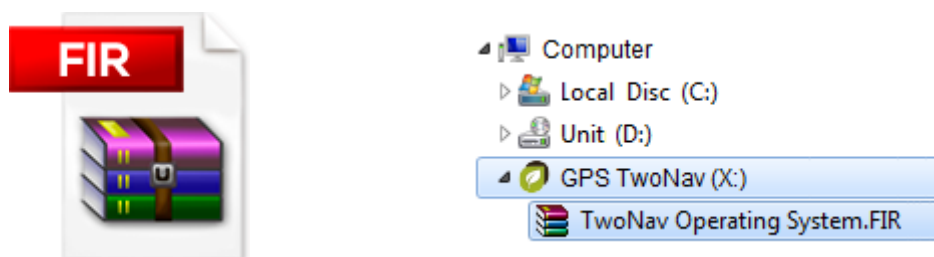 FIR
Computer
Local Disc (C:)
Unit (D:)
GPS TwoNav (X:)
TwoNav Operating System.FIR